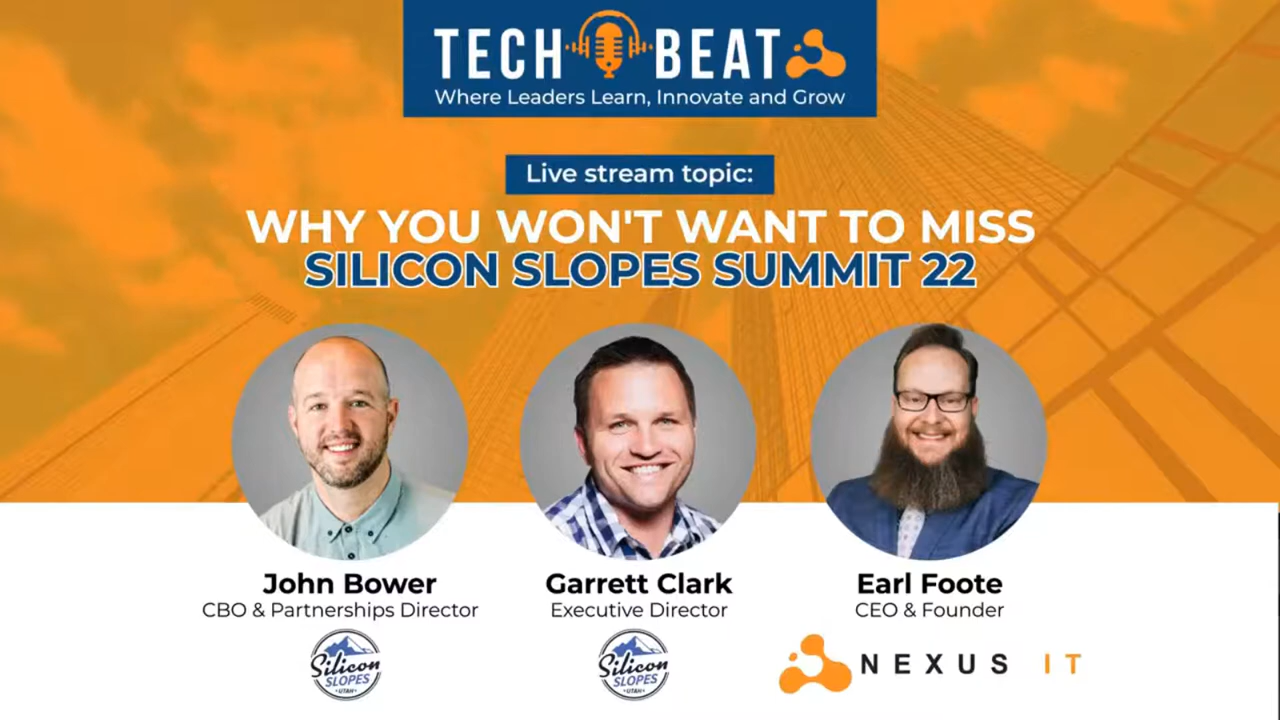 TECH BEAT
Where Leaders Learn, Innovate and Grow
Live stream topic:
WHY YOU WON'T WANT TO MISS
SILICON SLOPES SUMMIT 22
John Bower
CBO & Partnerships Director
Silicon
SLOPES
UTAH
Garrett Clark
Executive Director
Silicon
SLOPES
UTAH
Earl Foote
CEO & Founder
NEXUS IT